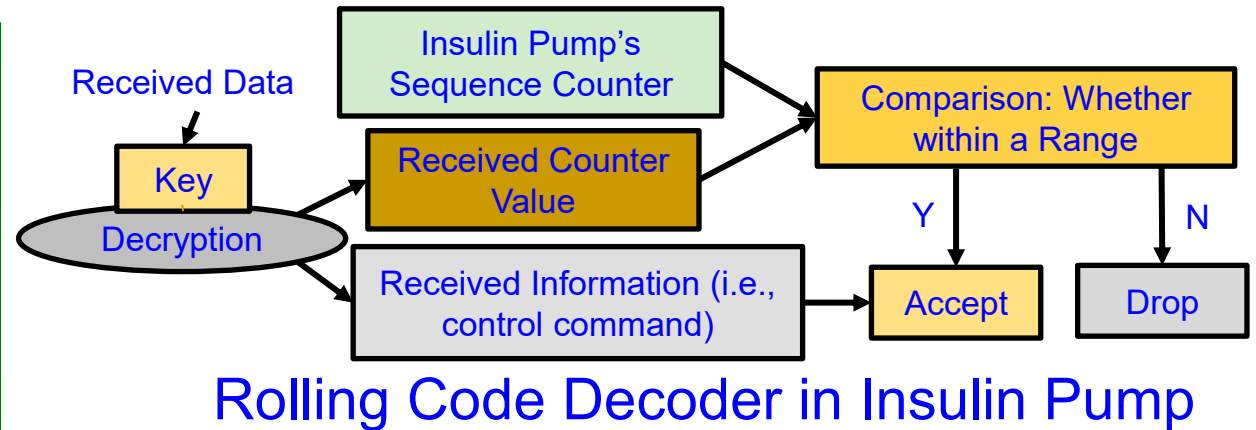 Insulin Pump’s
Sequence Counter
Received Data
Comparison: Whether
within a Range
Key
Received Counter
Value
Decryption
Y
N
Received Information (i.e.,
control command)
Accept
Drop
Rolling Code Decoder in Insulin Pump